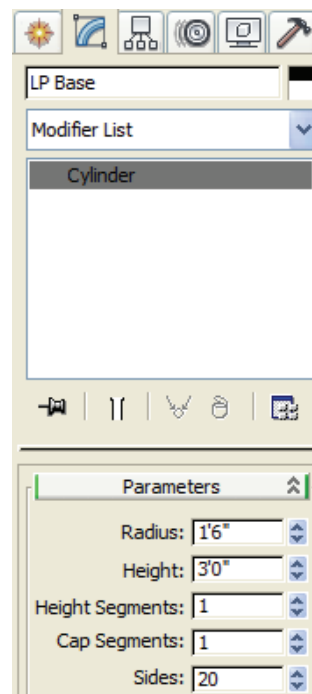 LP Base
Modifier List
Cylinder
Parameters
Radius: 1'6"
Height: 3'0"
Height Segments: 1
Cap Segments: 1
Sides: 20